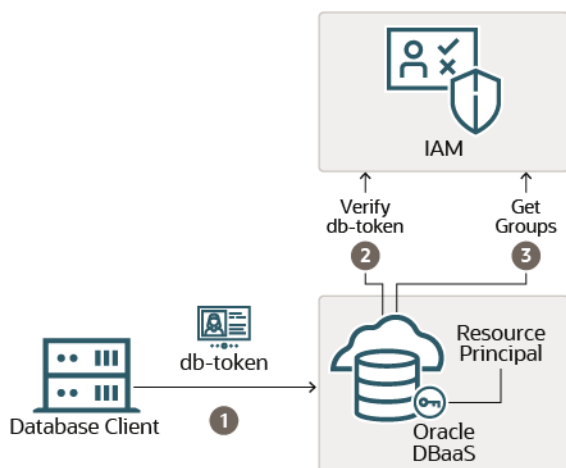 IAM
Verify
db-token
2
Get
Groups
3
db-token
1
Database Client
Resource
Principal
Oracle
DBaaS